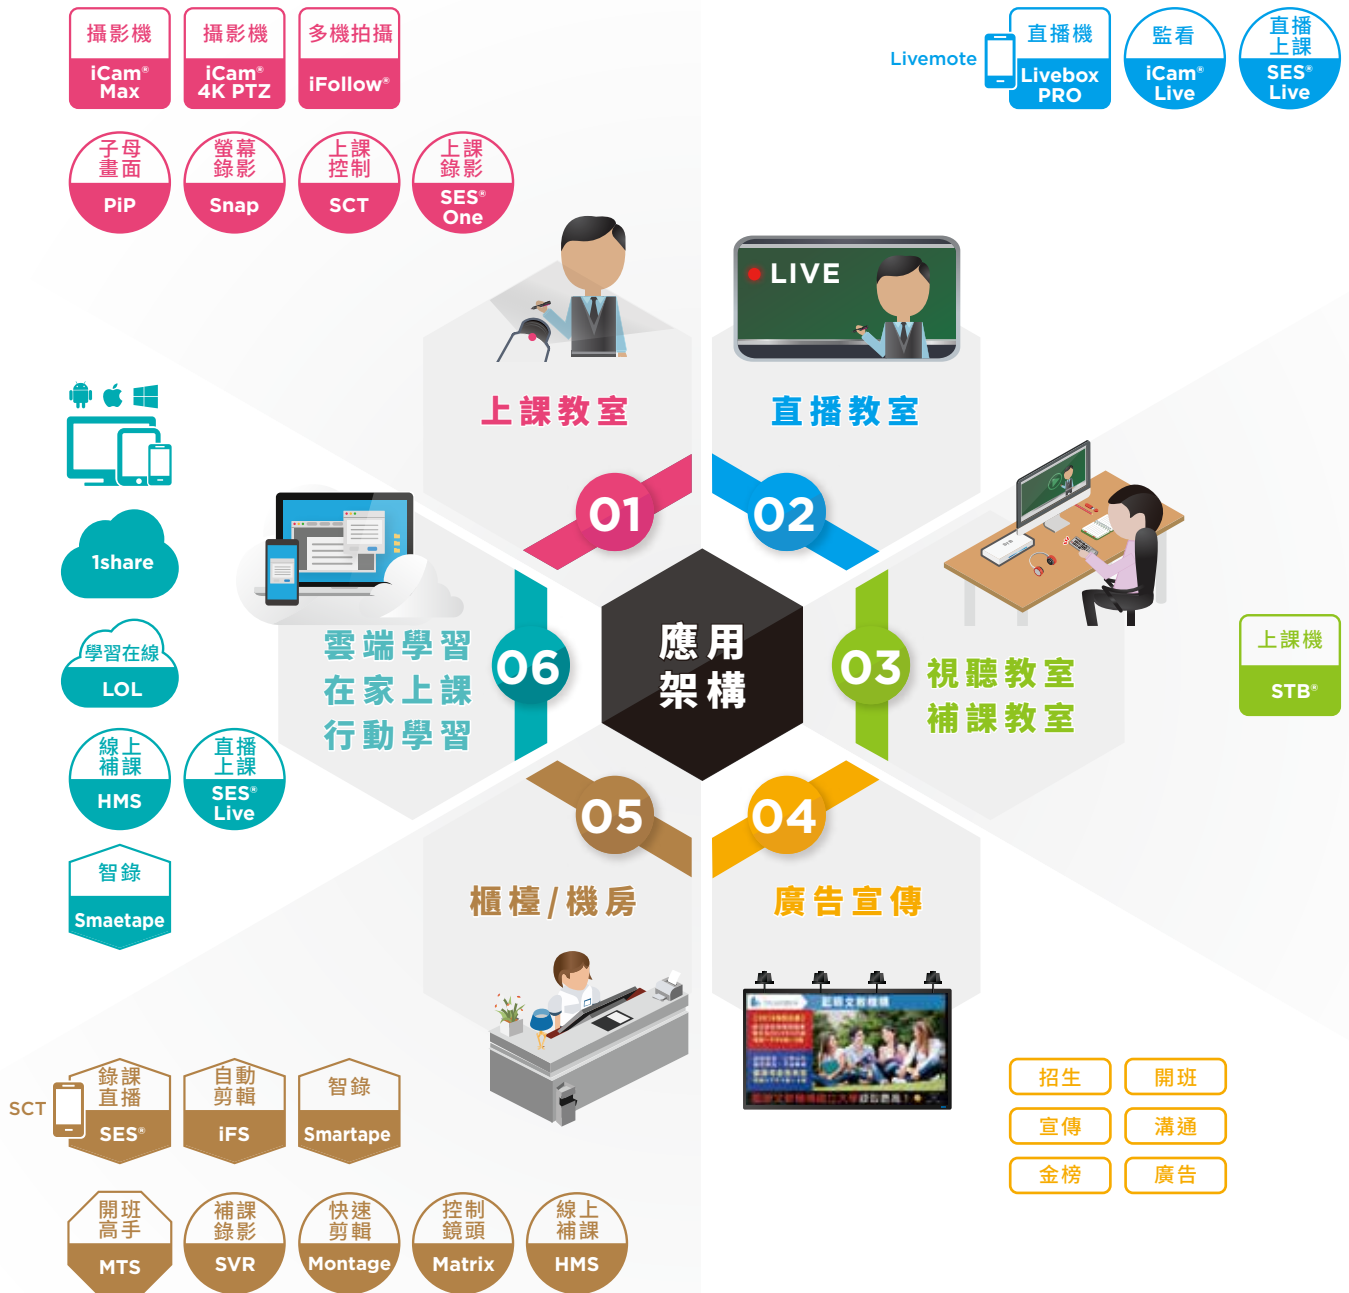 攝影機
iCam®
Max
攝影機
iCam®
4K PTZ
多機拍攝
iFollow®
子母
畫面
PiP
螢幕
錄影
Snap
上課
控制
SCT
上課
錄影
SES®
One
Livemote
直播機
Livebox
PRO
監看
iCam®
Live
直播
上課
SES®
Live
LIVE
上課教室
直播教室
01
02
1share
學習在線
LOL
線上
補課
HMS
直播
上課
SES®
Live
智錄
Smaetape
雲端學習
在家上課
行動學習
06
應用
架構
03
視聽教室
補課教室
STB
上課機
STB®
05
04
櫃檯/機房
廣告宣傳
SCT
錄課
直播
SES®
自動
剪輯
iFS
智錄
Smartape
開班
高手
MTS
補課
錄影
SVR
快速
剪輯
Montage
控制
鏡頭
Matrix
線上
補課
HMS
招生
開班
宣傳
溝通
金榜
廣告